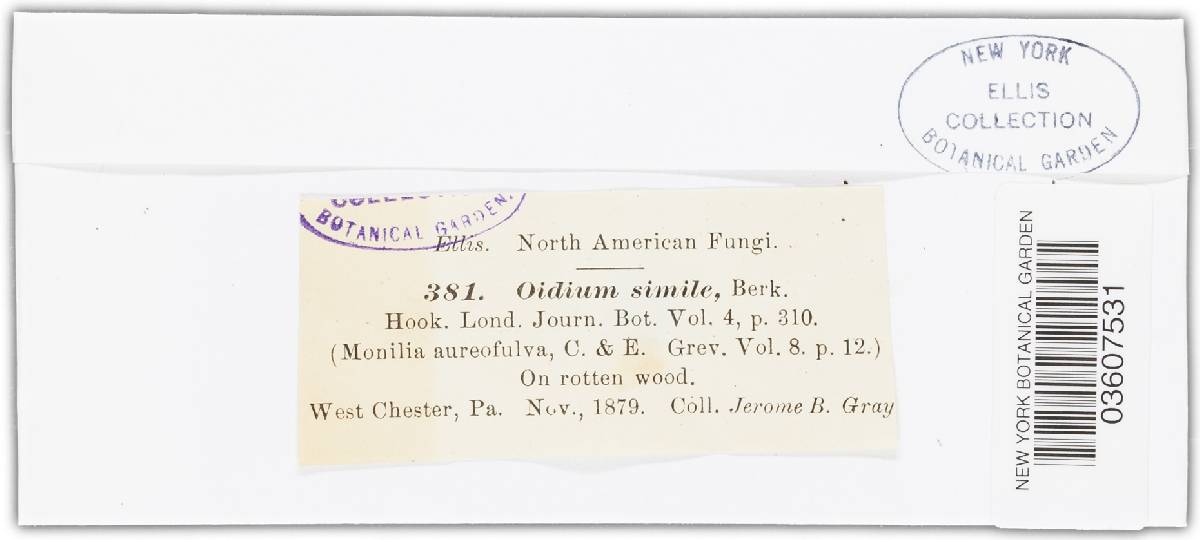 NEW YORK
ELLIS
COLLECTION
BOTANICAL GARDEN
COLLECTION
BOTANICAL GARDEN.
Ellis. North American Fungi.
381. Oidium simile, Berk.
Hook. Lond. Journ. Bot. Vol. 4, p. 310.
(Monilia aureofulva, C. & E. Grev. Vol. 8. p. 12.)
On rotten wood.
West Chester, Pa. Nov., 1879. Coll. Jerome B. Gray
NEW YORK BOTANICAL GARDEN
03607531